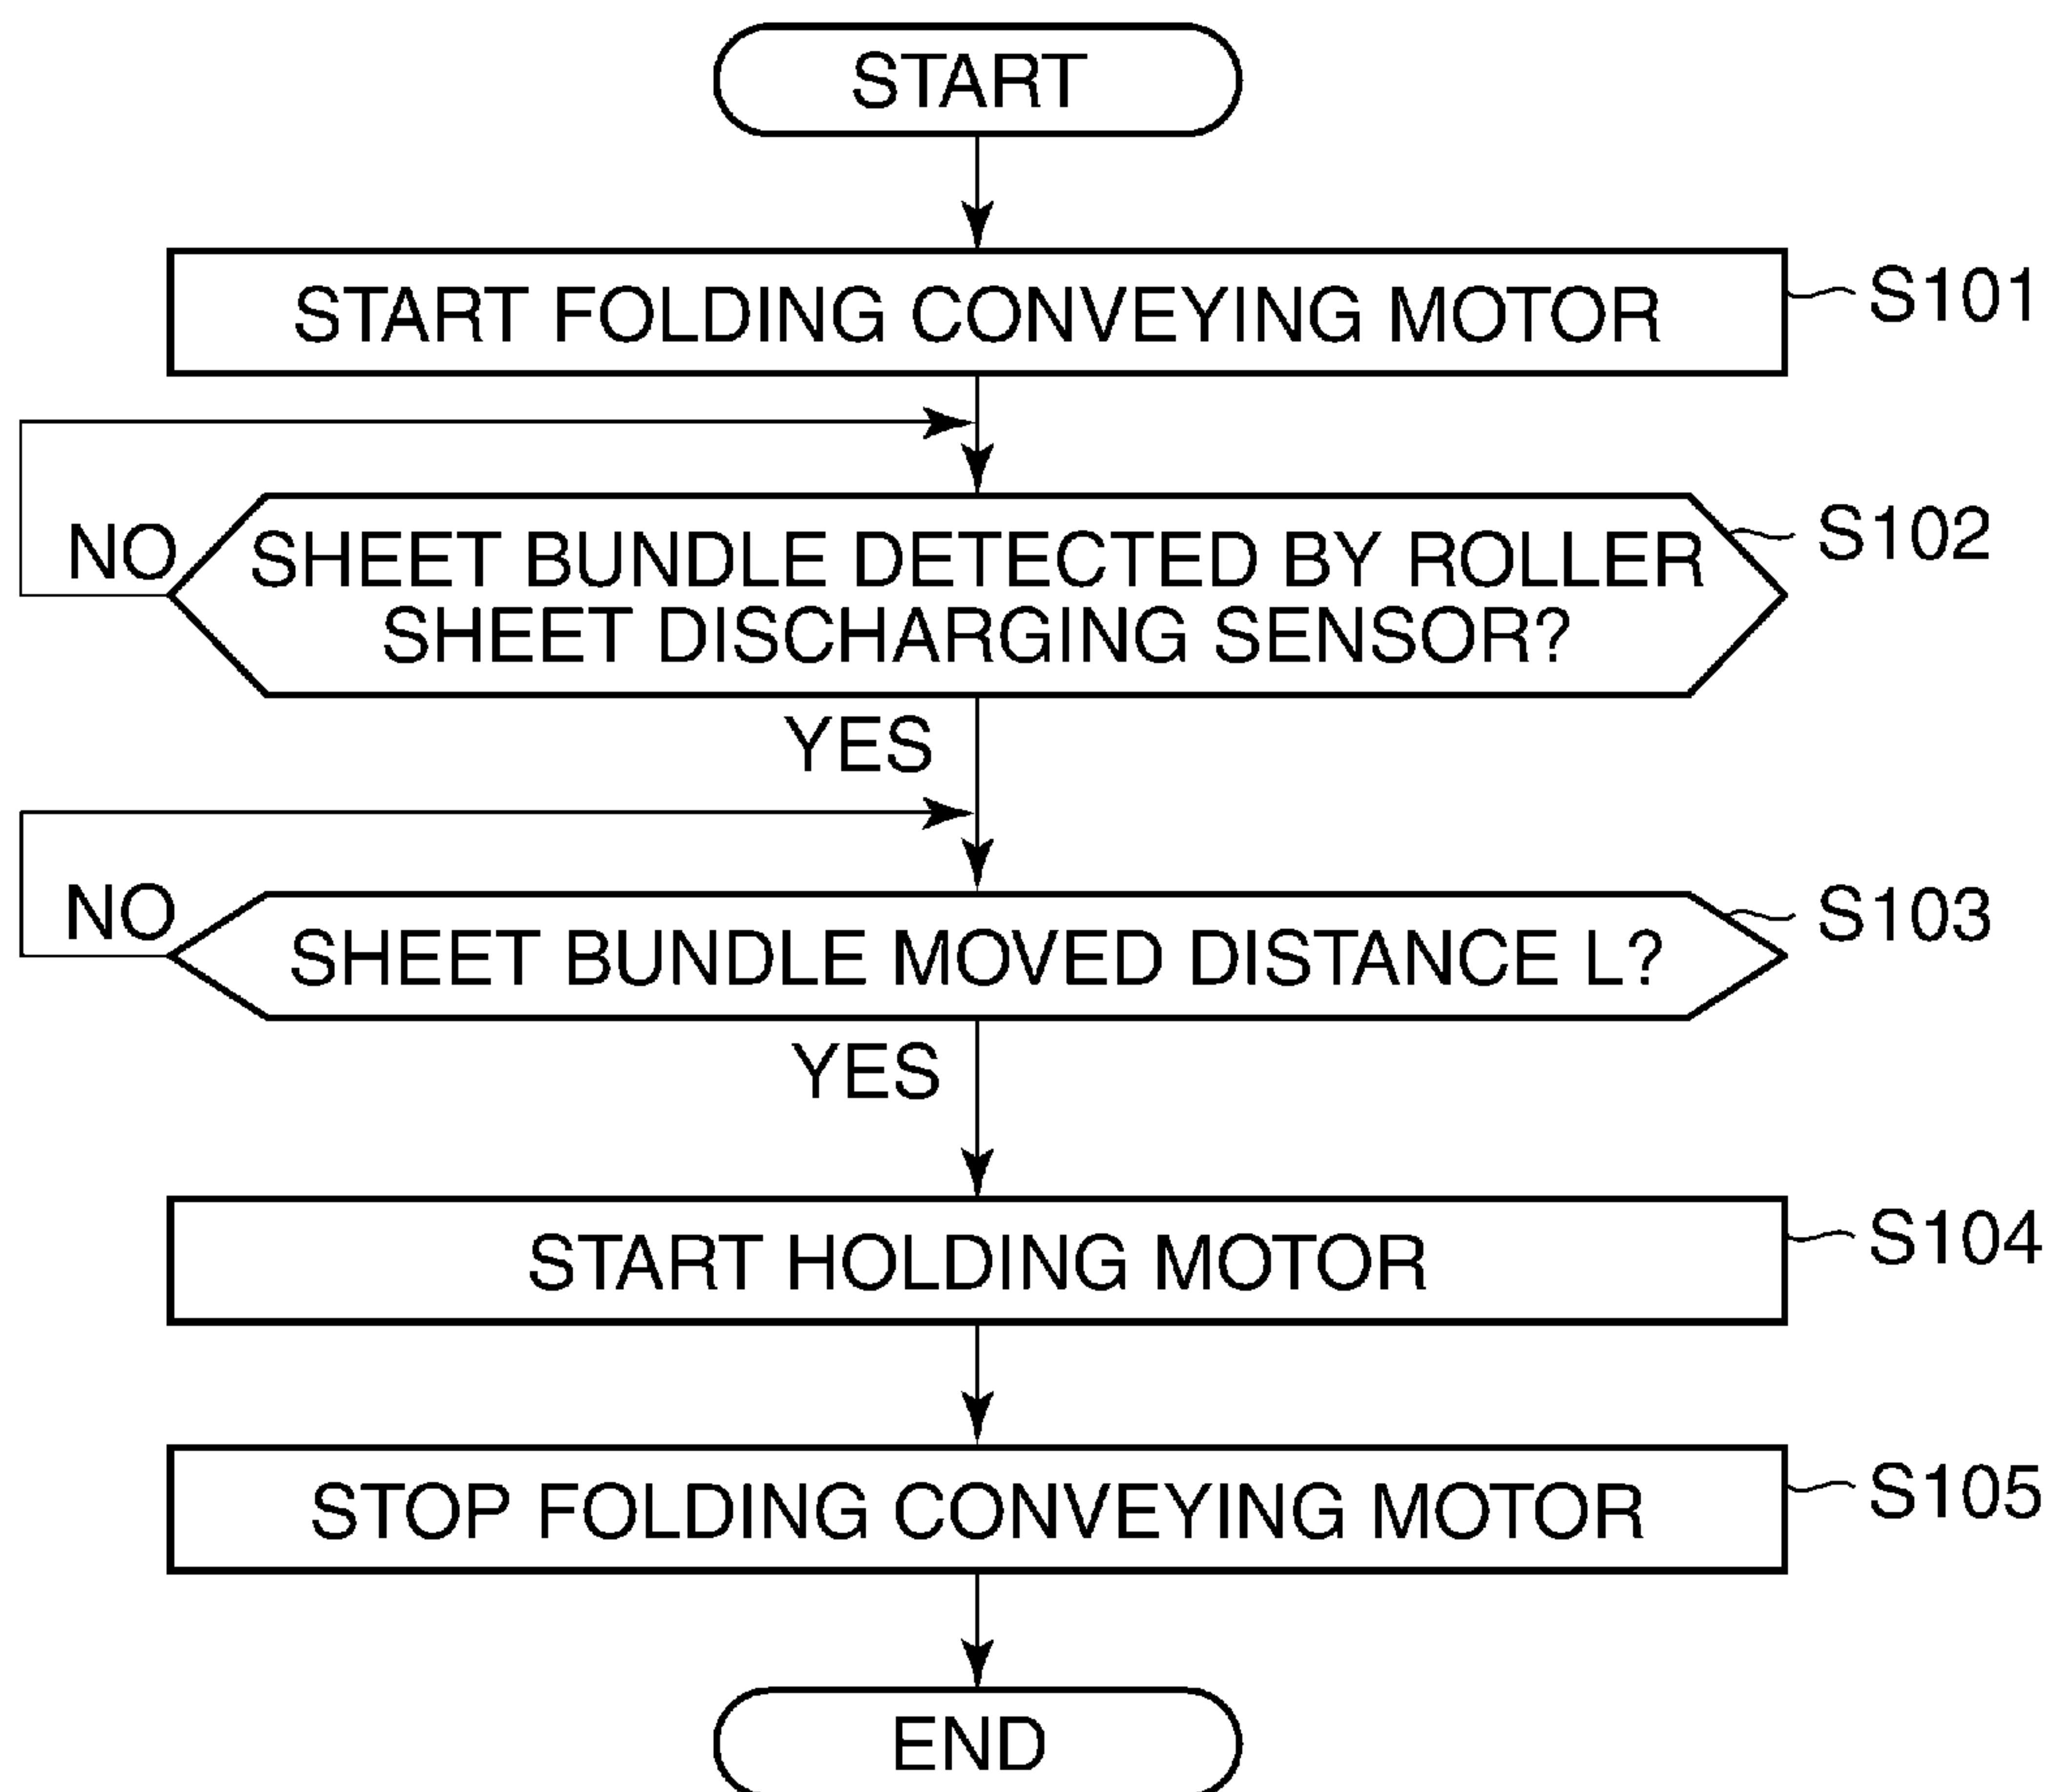 START
START FOLDING CONVEYING MOTOR
S101
NO
SHEET BUNDLE DETECTED BY ROLLER
SHEET DISCHARGING SENSOR?
S102
YES
NO
SHEET BUNDLE MOVED DISTANCE L?
S103
YES
START HOLDING MOTOR
S104
STOP FOLDING CONVEYING MOTOR
S105
END